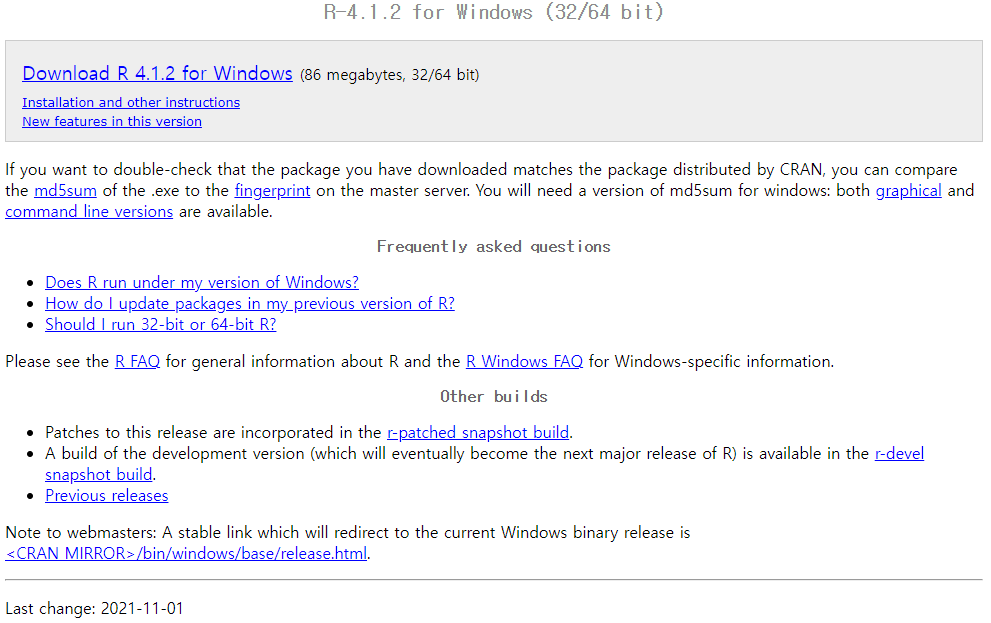 R-4.1.2 for Windows (32/64 bit)
Download R 4.1.2 for Windows (86 megabytes, 32/64 bit)
Installation and other instructions
New features in this version
If you want to double-check that the package you have downloaded matches the package distributed by CRAN, you can compare
the md5sum of the .exe to the fingerprint on the master server. You will need a version of md5sum for windows: both graphical and
command line versions are available.
Frequently asked questions
• Does R run under my version of Windows?
• How do I update packages in my previous version of R?
• Should I run 32-bit or 64-bit R?
Please see the R FAQ for general information about R and the R Windows FAQ for Windows-specific information.
Other builds
• Patches to this release are incorporated in the r-patched snapshot build.
• A build of the development version (which will eventually become the next major release of R) is available in the r-devel
snapshot build.
• Previous releases
Note to webmasters: A stable link which will redirect to the current Windows binary release is
<CRAN MIRROR>/bin/windows/base/release.html.
Last change: 2021-11-01